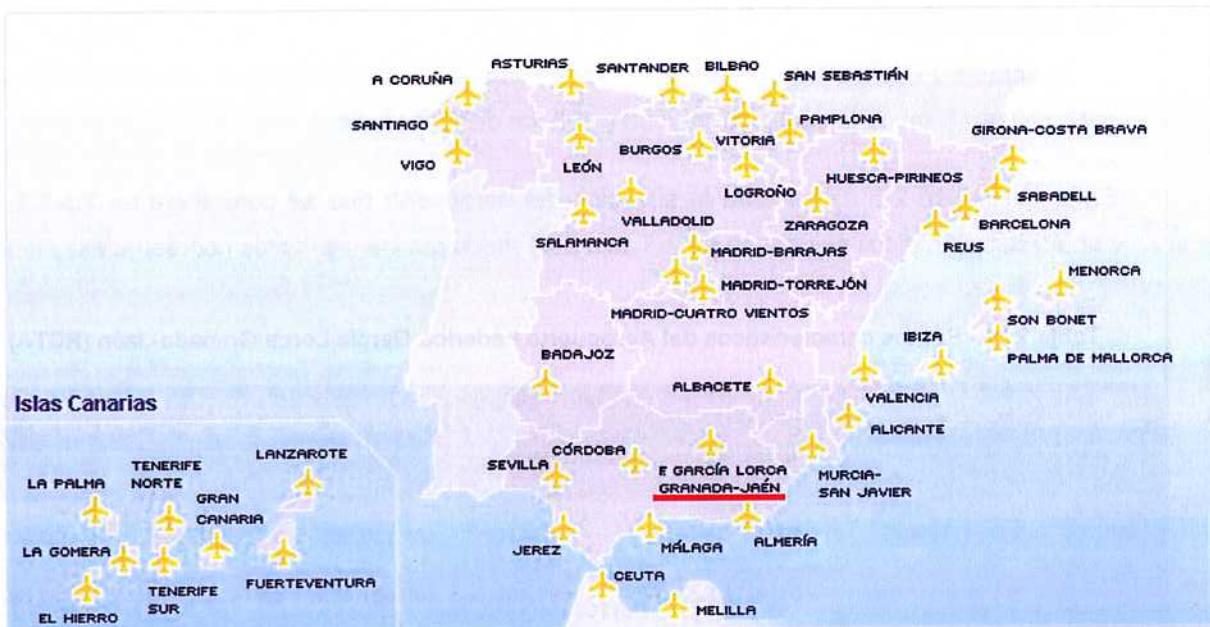 ASTURIAS
SANTANDER
BILBAO
A CORUÑA
SAN SEBASTIÁN
SANTIAGO
PAMPLONA
GIRONA-COSTA BRAVA
VIGO
LEÓN
BURGOS
VITORIA
HUESCA-PIRINEOS
LOGROÑO
SABADELL
VALLADOLID
ZARAGOZA
BARCELONA
SALAMANCA
REUS
MADRID-BARAJAS
MENORCA
MADRID-TORREJÓN
MADRID-CUATRO VIENTOS
SON BONET
IBIZA
PALMA DE MALLORCA
BADAJOZ
ALBACETE
VALENCIA
ALICANTE
Islas Canarias
LANZAROTE
SEVILLA
CÓRDOBA
F GARCÍA LORCA
GRANADA-JAÉN
MURCIA-
SAN JAVIER
LA PALMA
TENERIFE
NORTE
GRAN
CANARIA
LA GOMERA
JEREZ
MÁLAGA
ALMERÍA
FUERTEVENTURA
TENERIFE
SUR
EL HIERRO
CEUTA
MELILLA